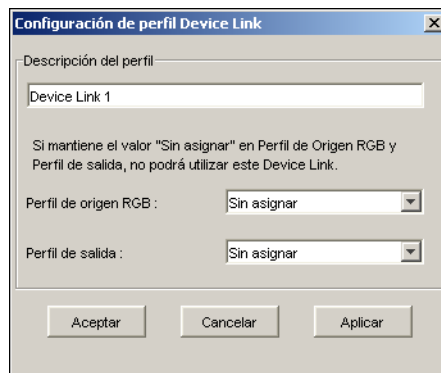 Configuración de perfil Device Link
Descripción del perfil
Device Link 1
Si mantiene el valor "Sin asignar" en Perfil de Origen RGB y
Perfil de salida, no podrá utilizar este Device Link.
Perfil de origen RGB : Sin asignar
Perfil de salida : Sin asignar
Aceptar Cancelar Aplicar